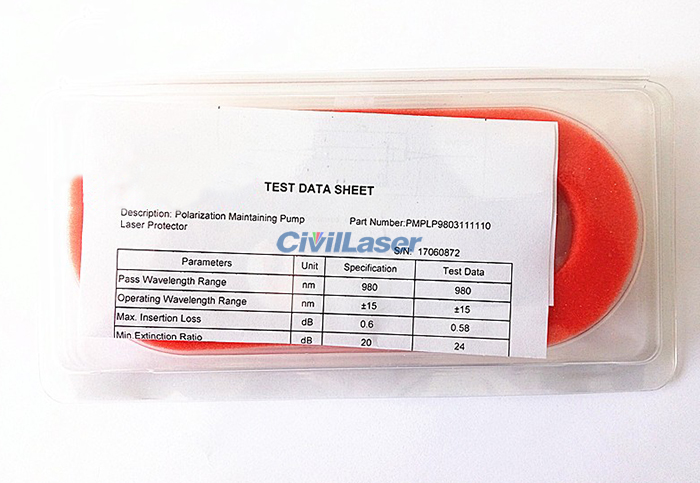 TEST DATA SHEET
Description: Polarization Maintaining Pump Part Number:PMPLP9803111110
Laser Protector
CivilLaser
S/N: 17060872
Parameters Unit Specification Test Data
Pass Wavelength Range nm 980 980
Operating Wavelength Range nm ±15 ±15
Max. Insertion Loss dB 0.6 0.58
Min Extinction Ratio dB 20 24